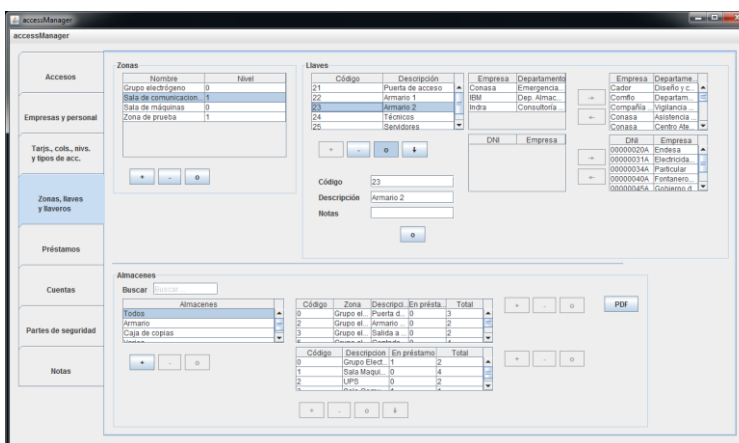 accessManager
accessManager
Accesos
Empresas y personal
Tarjs., cols., nivs.
y tipos de acc.
Zonas, llaves
y llaveros
Préstamos
Cuentas
Partes de seguridad
Notas
Zonas
Nombre Nivel
Grupo electrógeno 0
Sala de comunicacion... 1
Sala de máquinas 0
Zona de prueba 1
+ - o
Llaves
Código Descripción
21 Puerta de acceso
22 Armario 1
23 Armario 2
24 Técnicos
25 Servidores
+ - o
Código 23
Descripción Armario 2
Notas
o
Empresa Departamento
Conasa Emergencia...
IBM Dep. Almac...
Indra Consultoría ...
DNI Empresa
Empresa Departame...
Cador Diseño y c...
Comflo Departam...
Compañía ... Vigilancia ...
Conasa Asistencia ...
Conasa Centro Ate...
DNI Empresa
00000020A Endesa
00000031A Electricida...
00000034A Particular
00000040A Fontanero...
00000045A Gobierno d...
Almacenes
Buscar Buscar...
Almacenes
Todos
Armario
Caja de copias
+ - o
Código Zona Descripci... En présta... Total
0 Grupo el... Puerta d... 0 3
2 Grupo el... Armario ... 0 2
3 Grupo el... Salida a ... 0 2
+ - o
PDF
Código Descripcion En préstamo Total
0 Grupo Elect... 1 2
1 Sala Maqui... 0 4
2 UPS 0 2
+ - o
+ - o